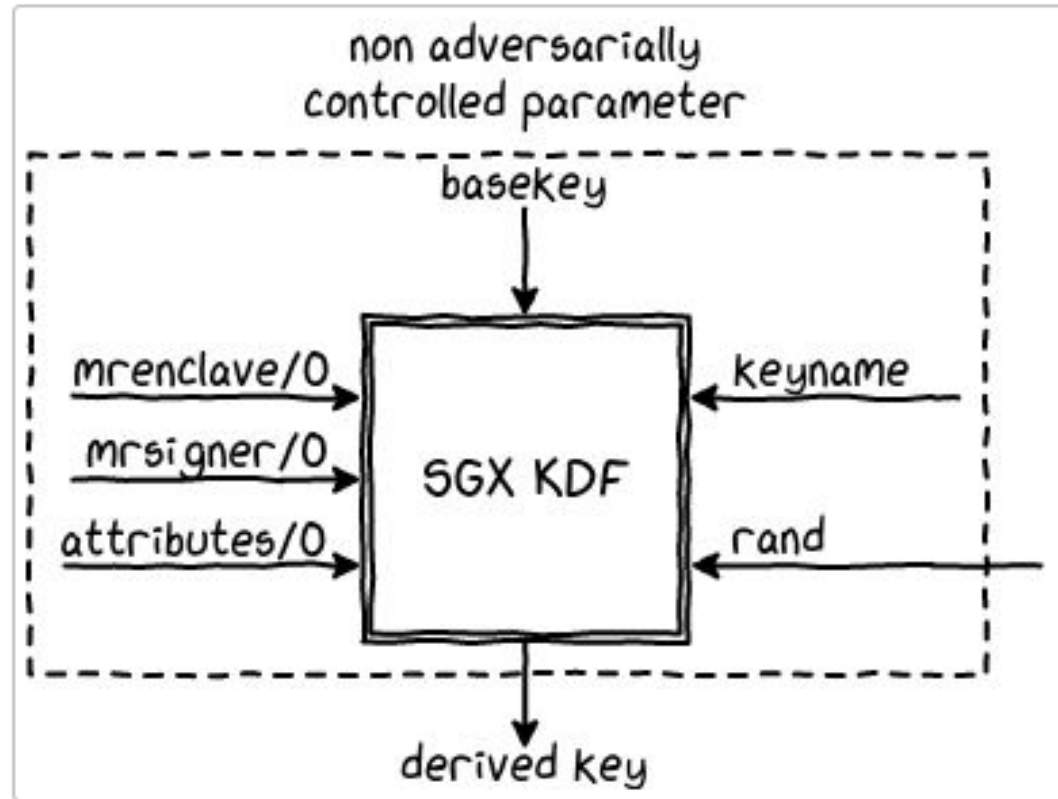 non adversarially
controlled parameter
basekey
mrenclave/0
keyname
mrsigner/0
SGX KDF
attributes/0
rand
derived key